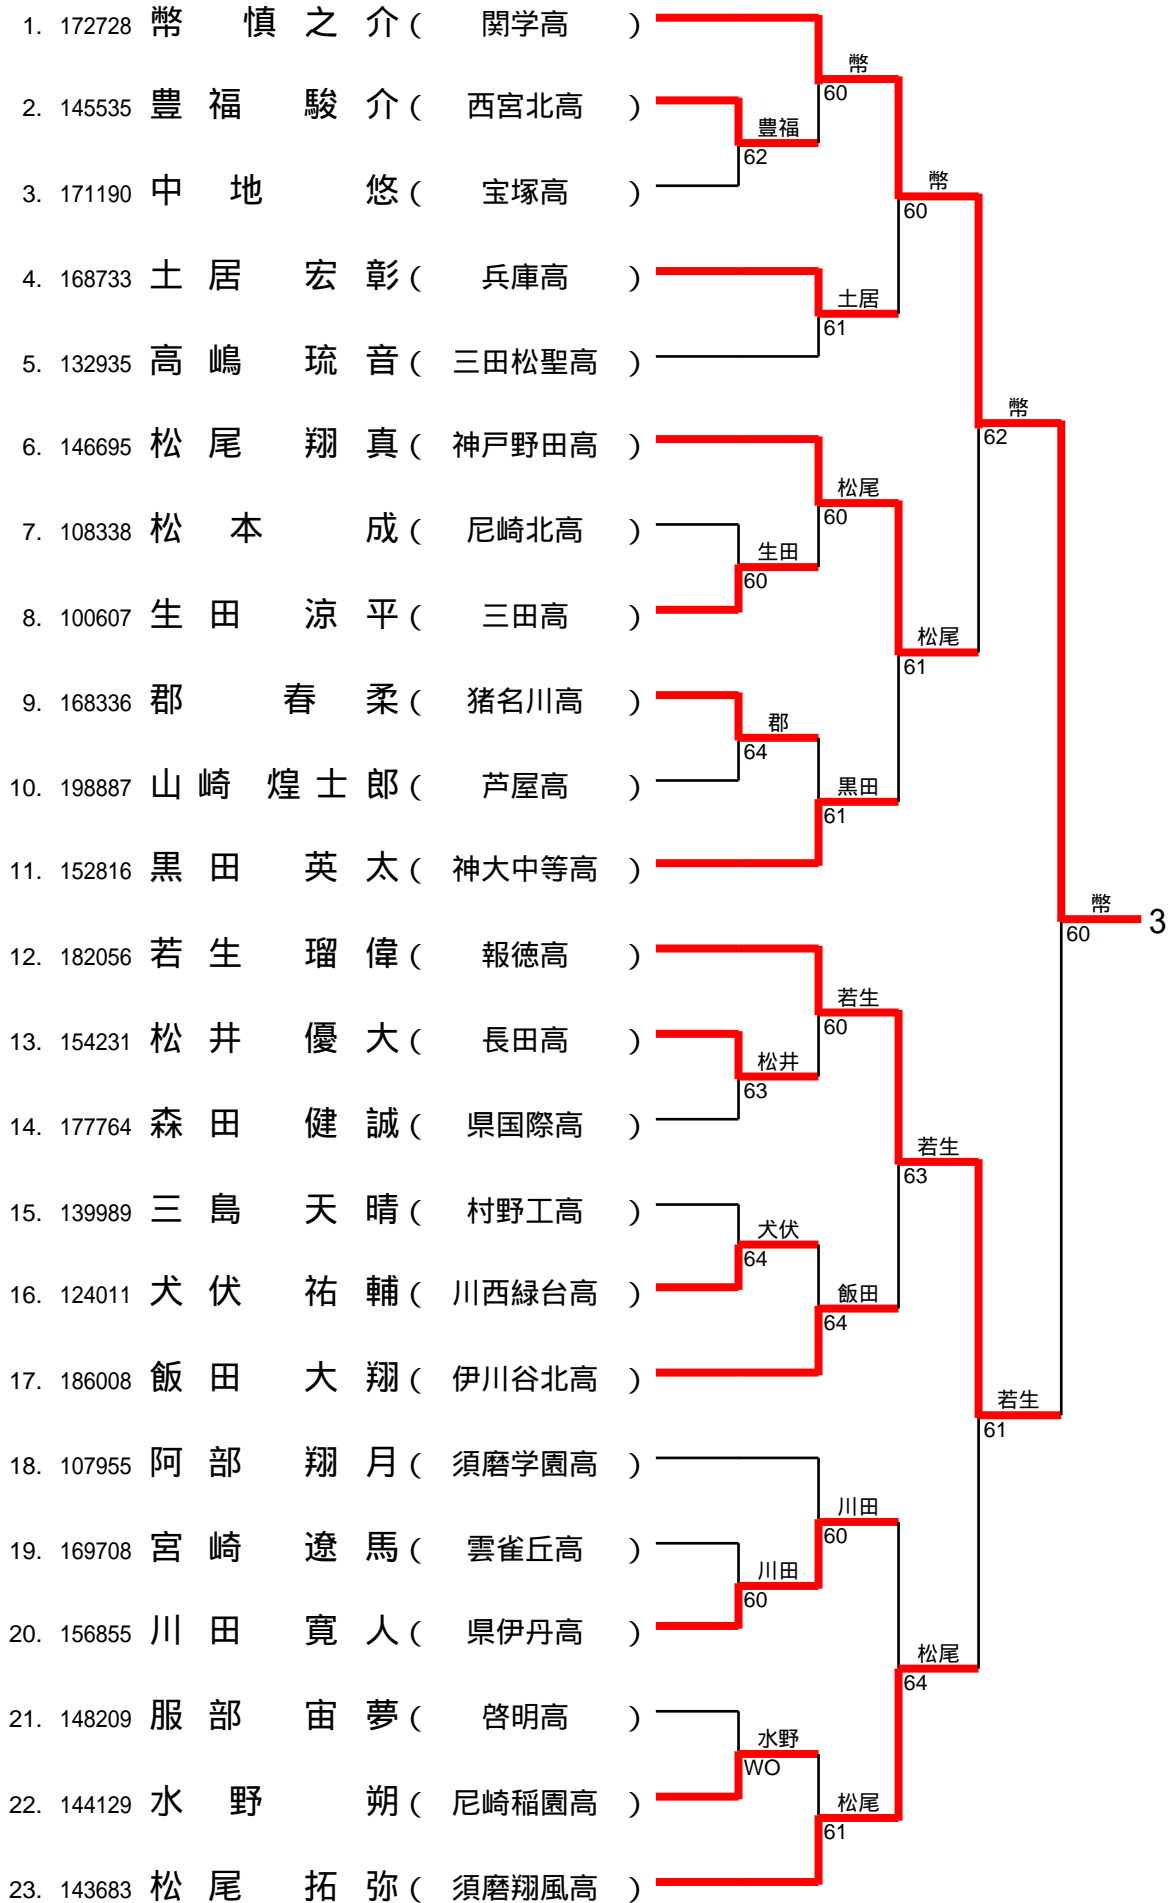 1. 172728 幣 慎之介 ( 関学高 )
幣
60
2. 145535 豊福 駿介 ( 西宮北高 )
豊福
62
3. 171190 中地 悠 ( 宝塚高 )
幣
60
4. 168733 土居 宏彰 ( 兵庫高 )
土居
61
5. 132935 高嶋 琉音 ( 三田松聖高 )
幣
62
6. 146695 松尾 翔真 ( 神戸野田高 )
松尾
60
7. 108338 松本 成 ( 尼崎北高 )
生田
60
8. 100607 生田 涼平 ( 三田高 )
松尾
61
9. 168336 郡 春柔 ( 猪名川高 )
郡
64
10. 198887 山崎 煌士郎 ( 芦屋高 )
黒田
61
11. 152816 黒田 英太 ( 神大中等高 )
幣
60
3
12. 182056 若生 瑠偉 ( 報徳高 )
若生
60
13. 154231 松井 優大 ( 長田高 )
松井
63
14. 177764 森田 健誠 ( 県国際高 )
若生
63
15. 139989 三島 天晴 ( 村野工高 )
犬伏
64
16. 124011 犬伏 祐輔 ( 川西緑台高 )
飯田
64
17. 186008 飯田 大翔 ( 伊川谷北高 )
若生
61
18. 107955 阿部 翔月 ( 須磨学園高 )
川田
60
19. 169708 宮崎 遼馬 ( 雲雀丘高 )
川田
60
20. 156855 川田 寛人 ( 県伊丹高 )
松尾
64
21. 148209 服部 宙夢 ( 啓明高 )
水野
WO
22. 144129 水野 朔 ( 尼崎稲園高 )
松尾
61
23. 143683 松尾 拓弥 ( 須磨翔風高 )